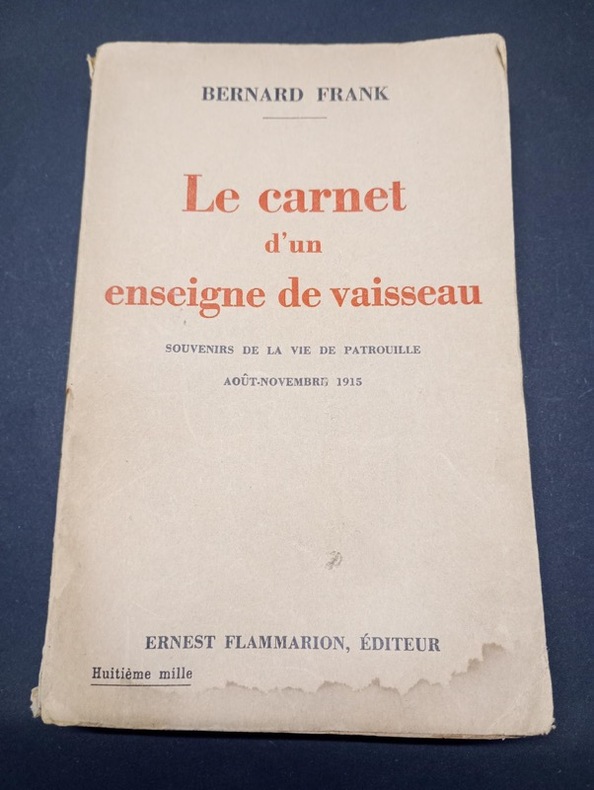 BERNARD FRANK
Le carnet
d'un
enseigne de vaisseau
SOUVENIRS DE LA VIE DE PATROUILLE
AOÛT-NOVEMBRE 1915
ERNEST FLAMMARION, ÉDITEUR
Huitième mille